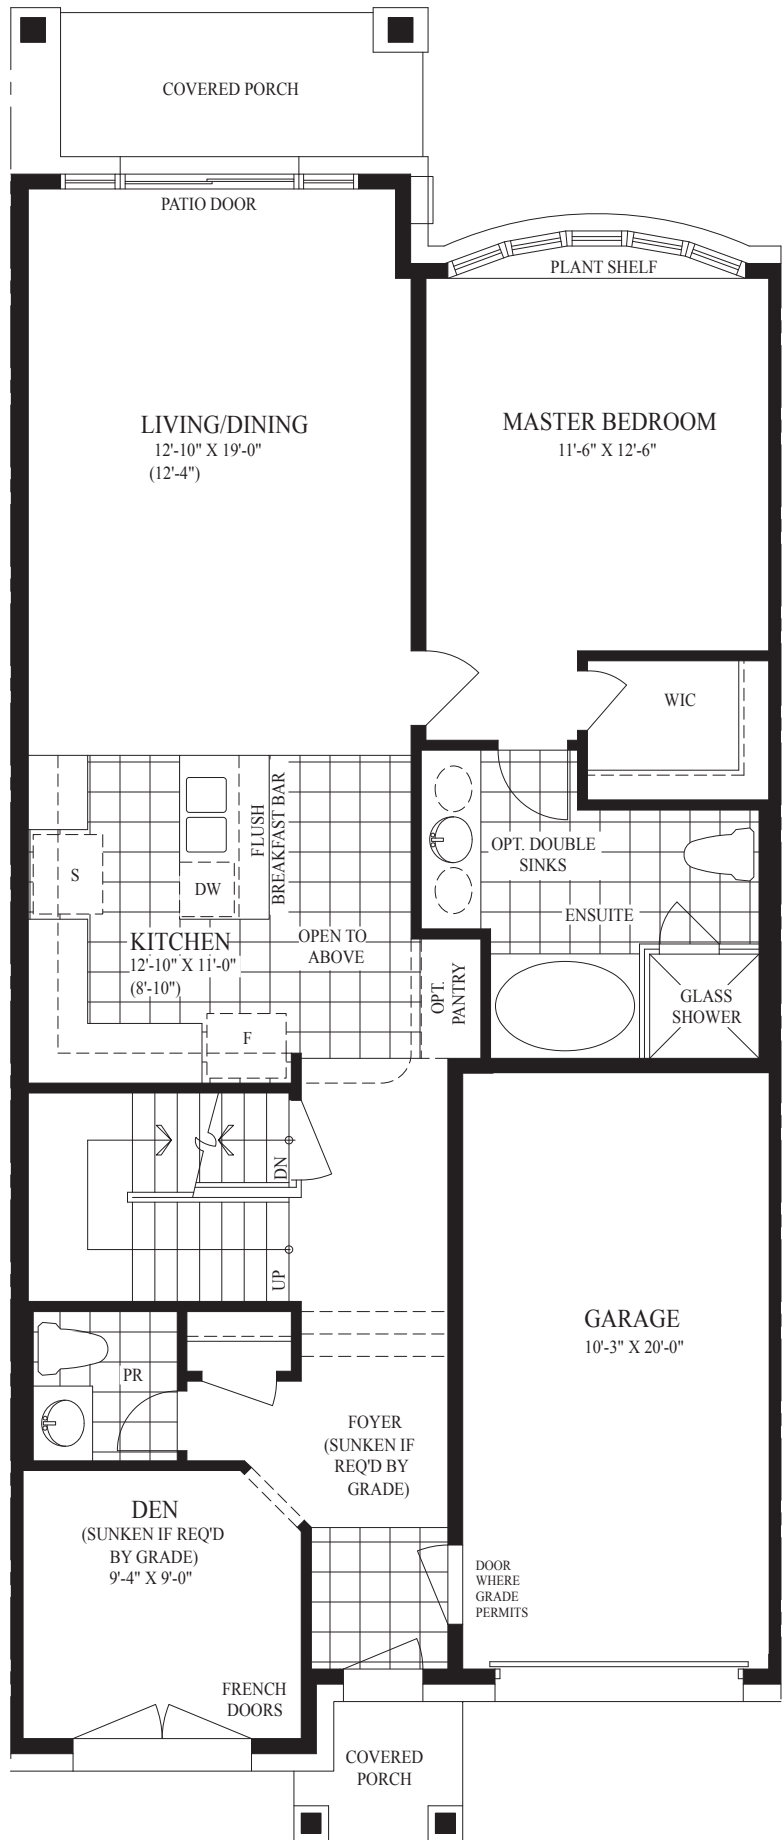 COVERED PORCH
PATIO DOOR
PLANT SHELF
LIVING/DINING
12'-10" X 19'-0"
(12'-4")
MASTER BEDROOM
11'-6" X 12'-6"
WIC
FLUSH
BREAKFAST BAR
S
DW
OPT. DOUBLE
SINKS
ENSUITE
KITCHEN
12'-10" X 11'-0"
(8'-10")
OPEN TO
ABOVE
OPT.
PANTRY
GLASS
SHOWER
F
DN
UP
GARAGE
10'-3" X 20'-0"
PR
FOYER
(SUNKEN IF
REQ'D BY
GRADE)
DEN
(SUNKEN IF REQ'D
BY GRADE)
9'-4" X 9'-0"
DOOR
WHERE
GRADE
PERMITS
FRENCH
DOORS
COVERED
PORCH